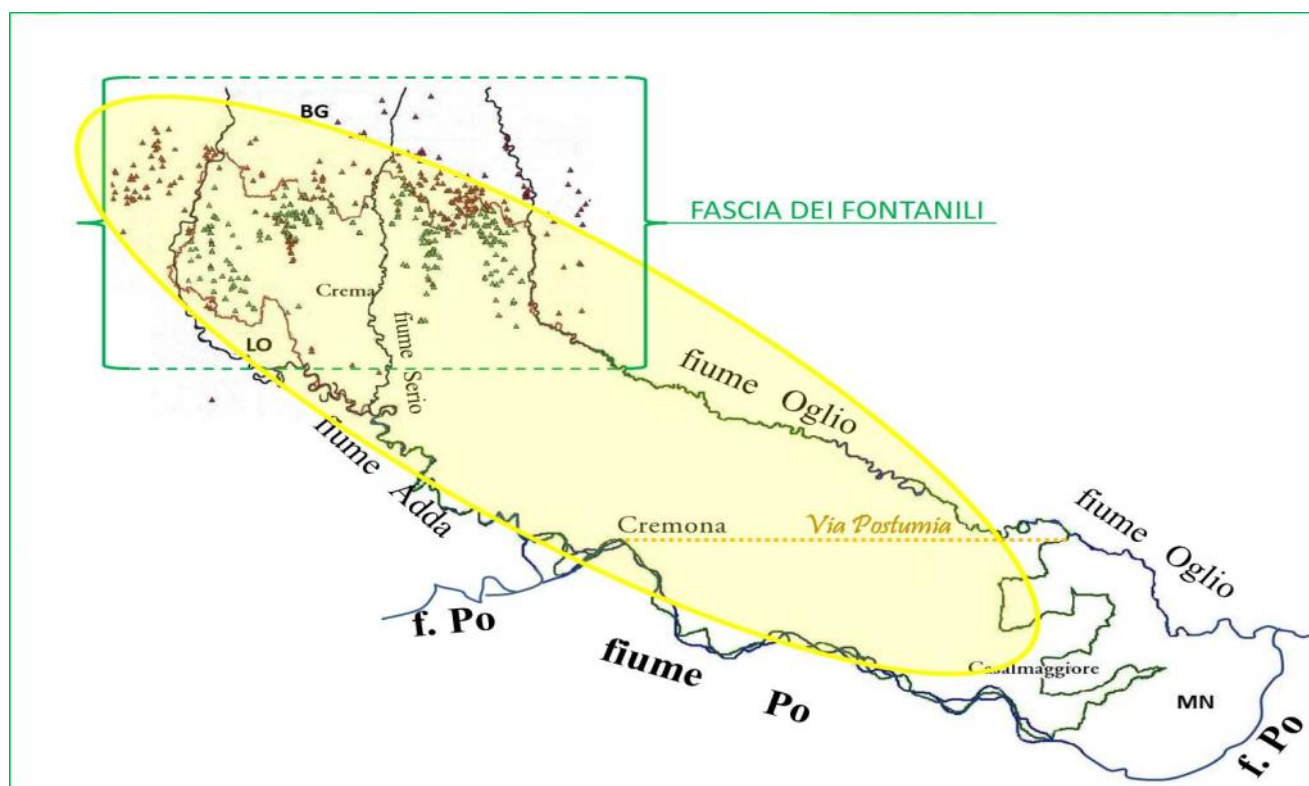 BG
FASCIA DEI FONTANILI
Crema
fiume Serio
LO
fiume Oglio
fiume Adda
Cremona
Via Postumia
fiume Oglio
f. Po
fiume Po
Casalmaggiore
MN
f. Po